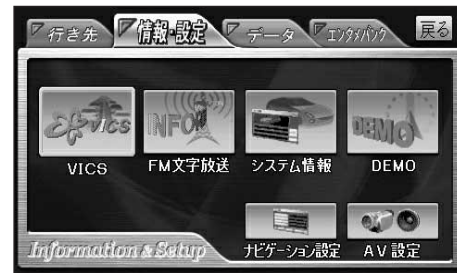 行き先 情報・設定 データ エンタメバンク 戻る
VICS INFO DEMO
VICS FM文字放送 システム情報 DEMO
Information & Setup ナビゲーション設定 AV設定